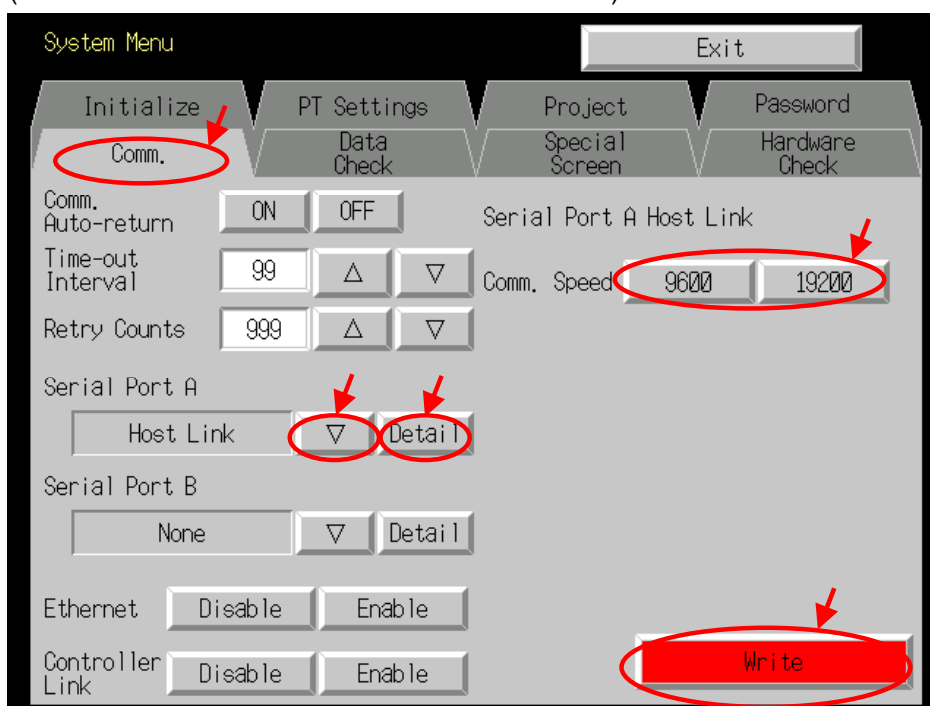 System Menu
Exit
Initialize
PT Settings
Project
Password
Comm.
Data
Check
Special
Screen
Hardware
Check
Comm.
Auto-return
ON
OFF
Serial Port A Host Link
Time-out
Interval
99
△
▽
Comm. Speed
9600
19200
Retry Counts
999
△
▽
Serial Port A
Host Link
▽
Detail
Serial Port B
None
▽
Detail
Ethernet
Disable
Enable
Controller
Link
Disable
Enable
Write